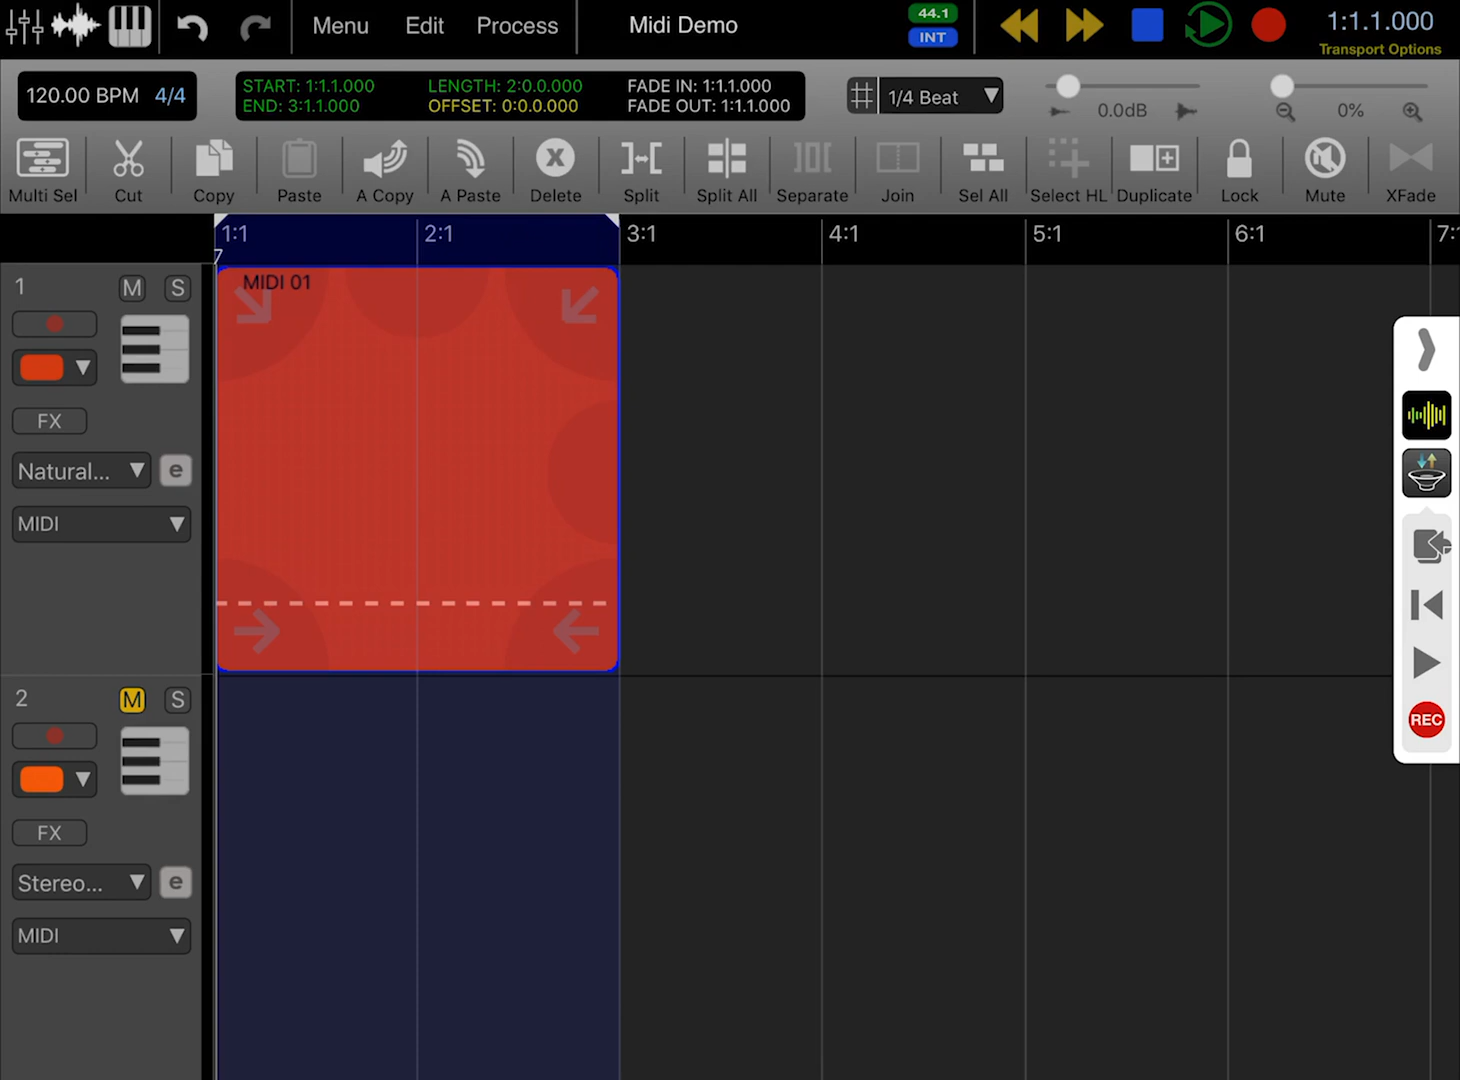 Menu Edit Process Midi Demo 44.1 INT 1:1.1.000
Transport Options
120.00 BPM 4/4
START: 1:1.1.000 LENGTH: 2:0.0.000 FADE IN: 1:1.1.000
END: 3:1.1.000 OFFSET: 0:0.0.000 FADE OUT: 1:1.1.000
1/4 Beat
0.0dB 0%
Multi Sel Cut Copy Paste A Copy A Paste Delete Split Split All Separate Join Sel All Select HL Duplicate Lock Mute XFade
1:1 2:1 3:1 4:1 5:1 6:1
1 M S
MIDI 01
FX
Natural... e
MIDI
REC
2 M S
FX
Stereo... e
MIDI